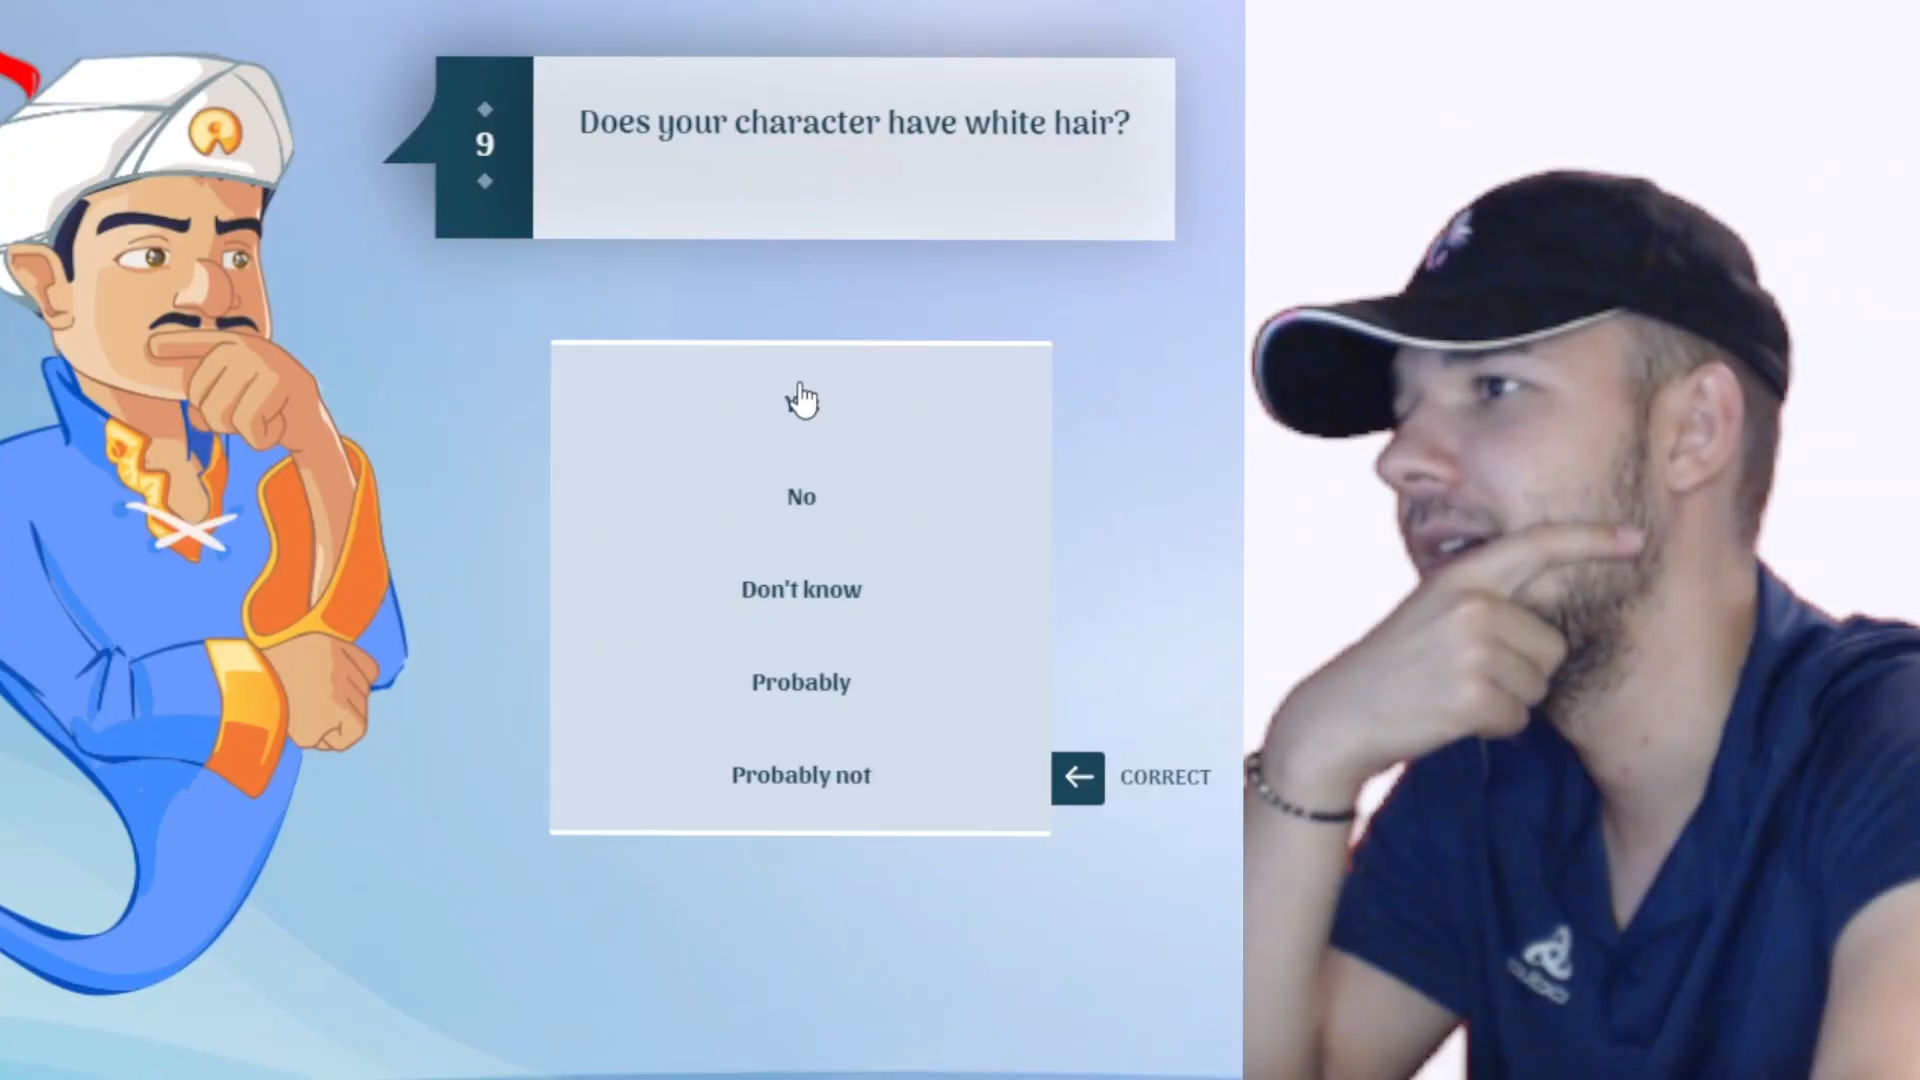 9
Does your character have white hair?
No
Don't know
Probably
Probably not
CORRECT